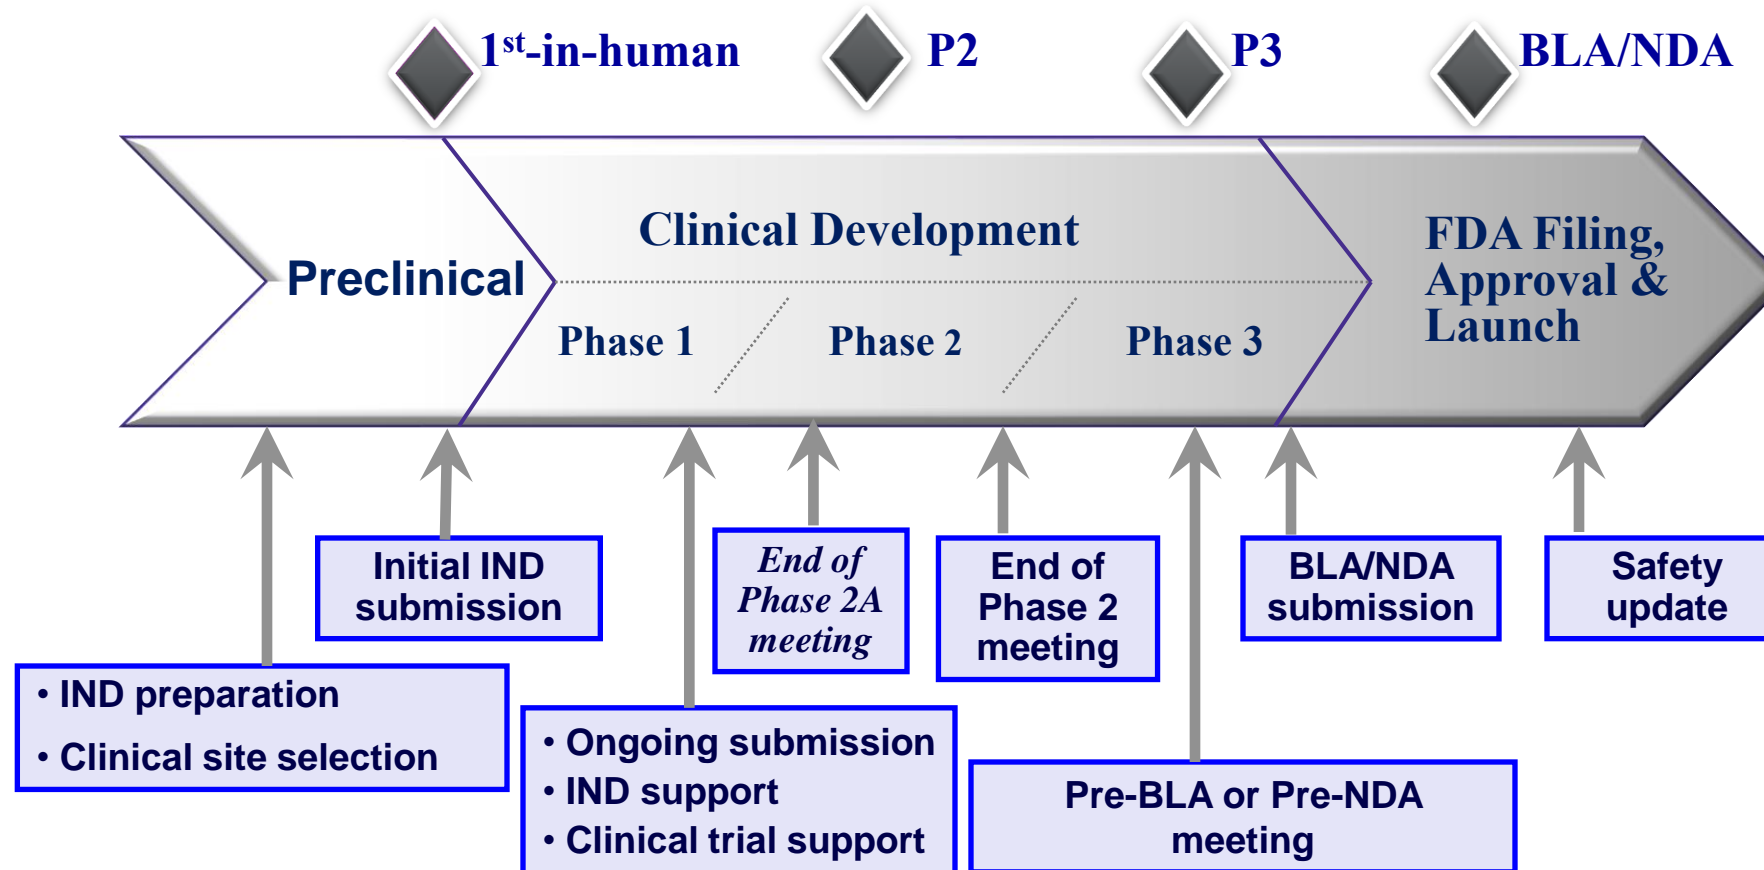 1st-in-human
P2
P3
BLA/NDA
Preclinical
Clinical Development
Phase 1
Phase 2
Phase 3
FDA Filing,
Approval &
Launch
Initial IND
submission
End of
Phase 2A
meeting
End of
Phase 2
meeting
BLA/NDA
submission
Safety
update
• IND preparation
• Clinical site selection
• Ongoing submission
• IND support
• Clinical trial support
Pre-BLA or Pre-NDA
meeting